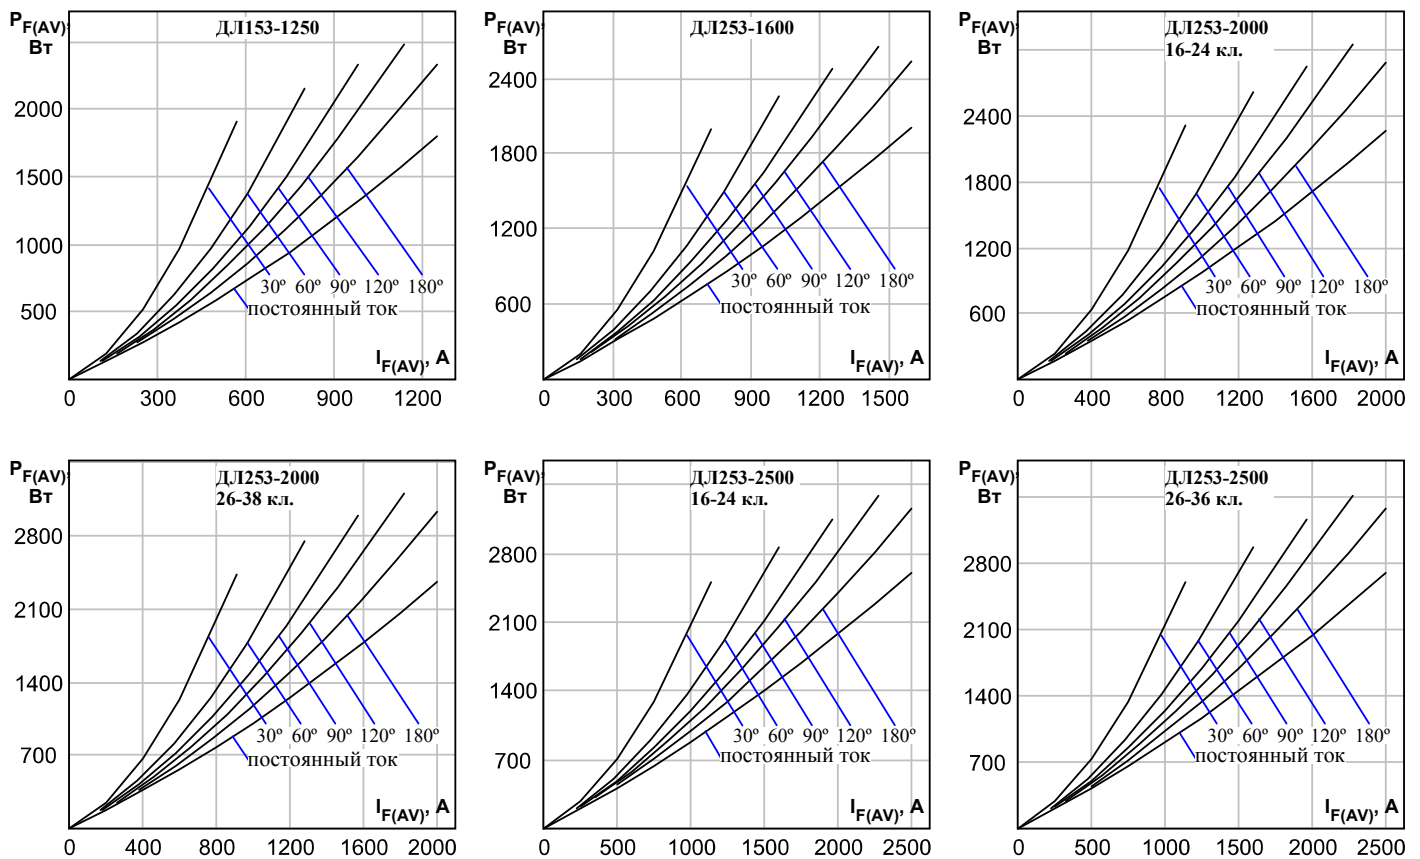 P F(AV), Вт
ДЛ153-1250
2000
1500
1000
500
30º 60º 90º 120º 180º
постоянный ток
I F(AV), А
0 300 600 900 1200
P F(AV), Вт
ДЛ253-1600
2400
1800
1200
600
30º 60º 90º 120º 180º
постоянный ток
I F(AV), А
0 300 600 900 1200 1500
P F(AV), Вт
ДЛ253-2000
16-24 кл.
2400
1800
1200
600
30º 60º 90º 120º 180º
постоянный ток
I F(AV), А
0 400 800 1200 1600 2000
P F(AV), Вт
ДЛ253-2000
26-38 кл.
2800
2100
1400
700
30º 60º 90º 120º 180º
постоянный ток
I F(AV), А
0 400 800 1200 1600 2000
P F(AV), Вт
ДЛ253-2500
16-24 кл.
2800
2100
1400
700
30º 60º 90º 120º 180º
постоянный ток
I F(AV), А
0 500 1000 1500 2000 2500
P F(AV), Вт
ДЛ253-2500
26-36 кл.
2800
2100
1400
700
30º 60º 90º 120º 180º
постоянный ток
I F(AV), А
0 500 1000 1500 2000 2500